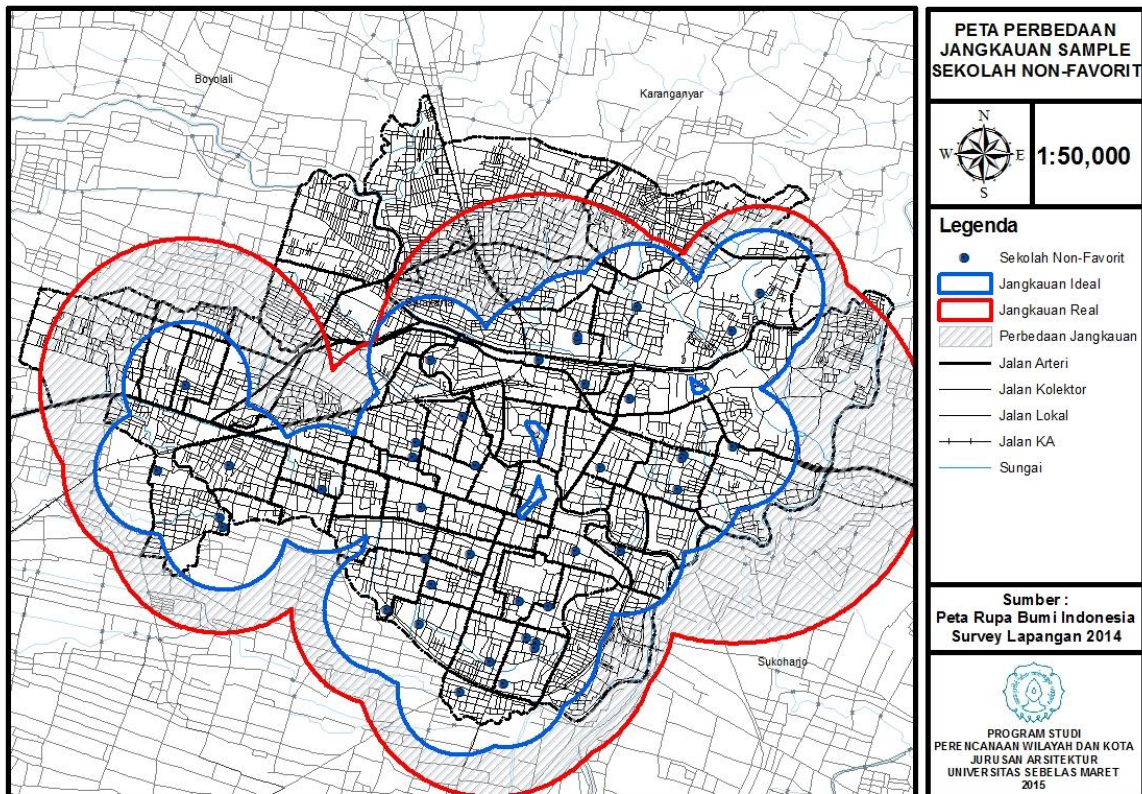 PETA PERBEDAAN
JANGKAUAN SAMPLE
SEKOLAH NON-FAVORIT
N
W
E
S
1:50,000
Legenda
Sekolah Non-Favorit
Jangkauan Ideal
Jangkauan Real
Perbedaan Jangkauan
Jalan Arteri
Jalan Kolektor
Jalan Lokal
Jalan KA
Sungai
Sumber :
Peta Rupa Bumi Indonesia
Survey Lapangan 2014
PROGRAM STUDI
PERENCANAAN WILAYAH DAN KOTA
JURUSAN ARSITEKTUR
UNIVERSITAS SEBELAS MARET
2015
Boyolali
Karanganyar
Sukoharjo